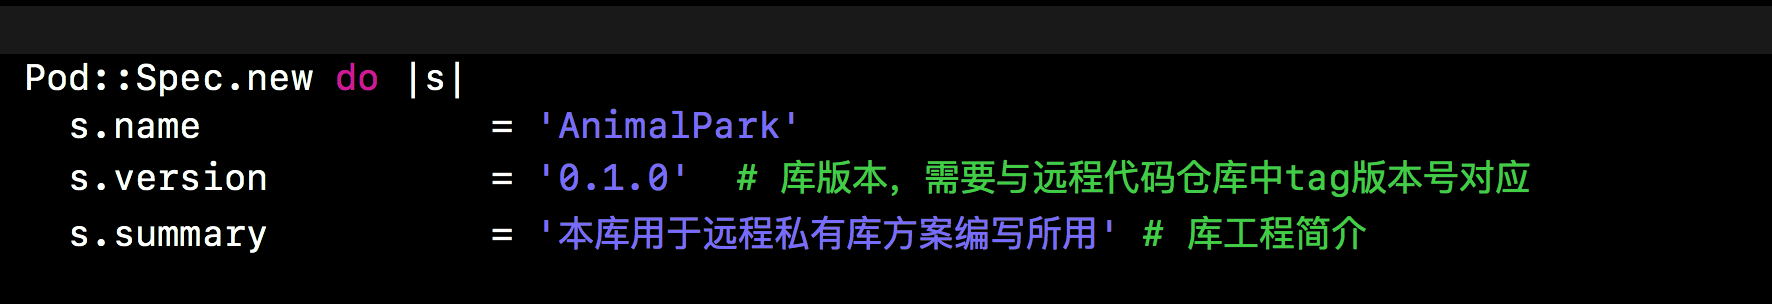 Pod::Spec.new do |s|
s.name = 'AnimalPark'
s.version = '0.1.0' # 库版本，需要与远程代码仓库中tag版本号对应
s.summary = '本库用于远程私有库方案编写所用' # 库工程简介